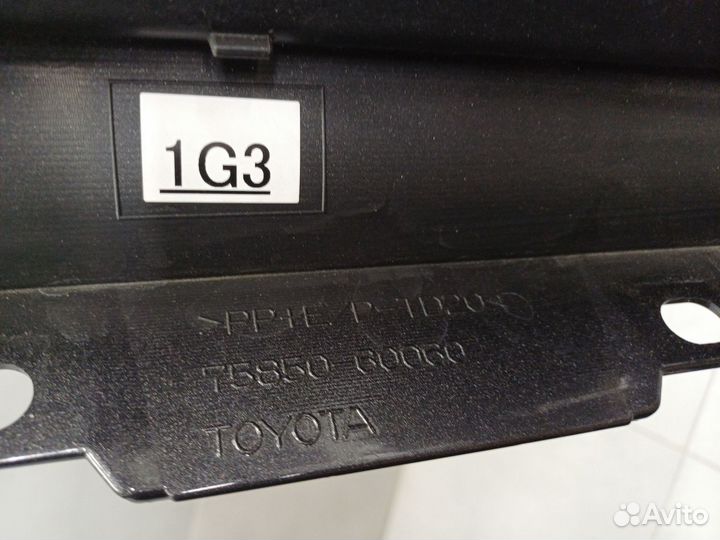 1G3
>PP+E/P-TD20<
75850-60060
TOYOTA
Avito